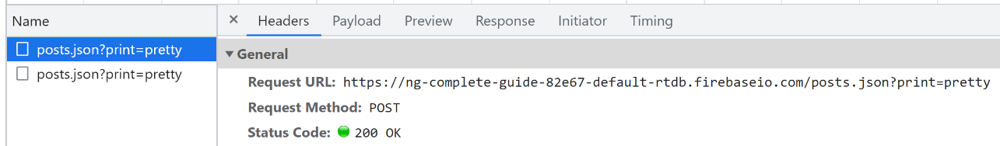 Name
Headers Payload Preview Response Initiator Timing
posts.json?print=pretty
posts.json?print=pretty
General
Request URL: https://ng-complete-guide-82e67-default-rtdb.firebaseio.com/posts.json?print=pretty
Request Method: POST
Status Code: 200 OK